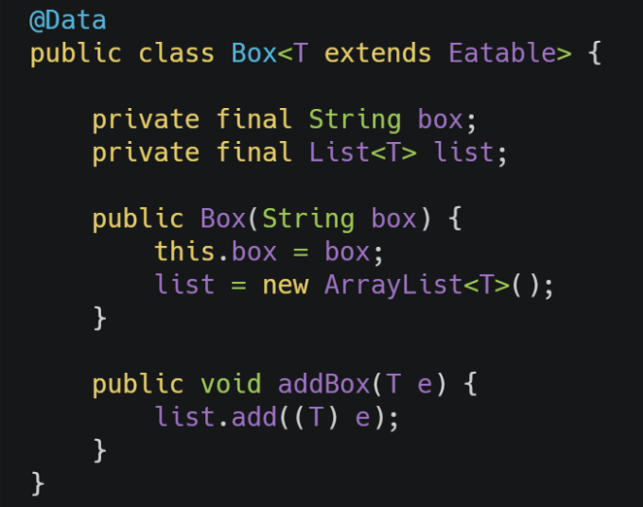 @Data
public class Box<T extends Eatable> {
private final String box;
private final List<T> list;
public Box(String box) {
this.box = box;
list = new ArrayList<T>();
}
public void addBox(T e) {
list.add((T) e);
}
}